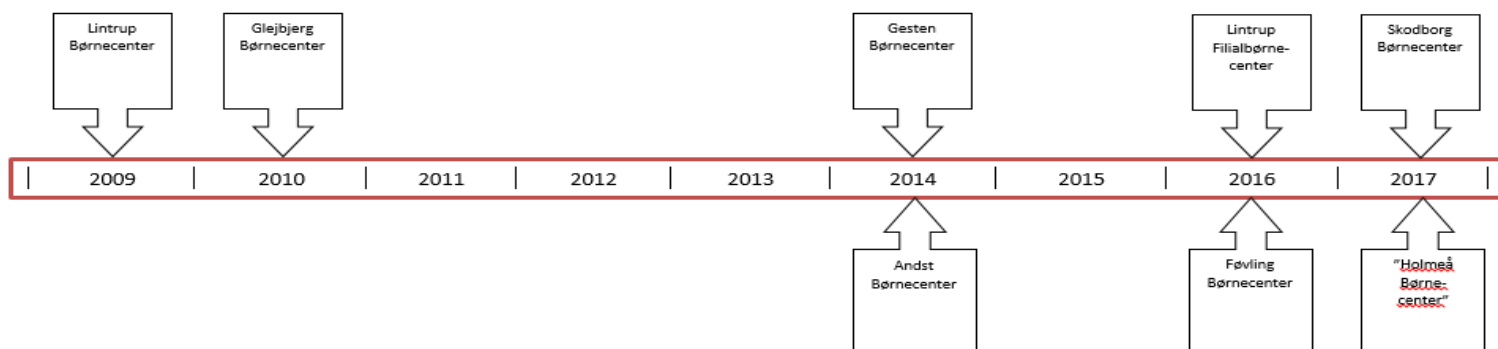 Lintrup
Børnecenter
Glejbjerg
Børnecenter
Gesten
Børnecenter
Lintrup
Filialbørne-
center
Skodborg
Børnecenter
| 2009 | 2010 | 2011 | 2012 | 2013 | 2014 | 2015 | 2016 | 2017 |
Andst
Børnecenter
Føvling
Børnecenter
"Holmeå
Børne-
center"